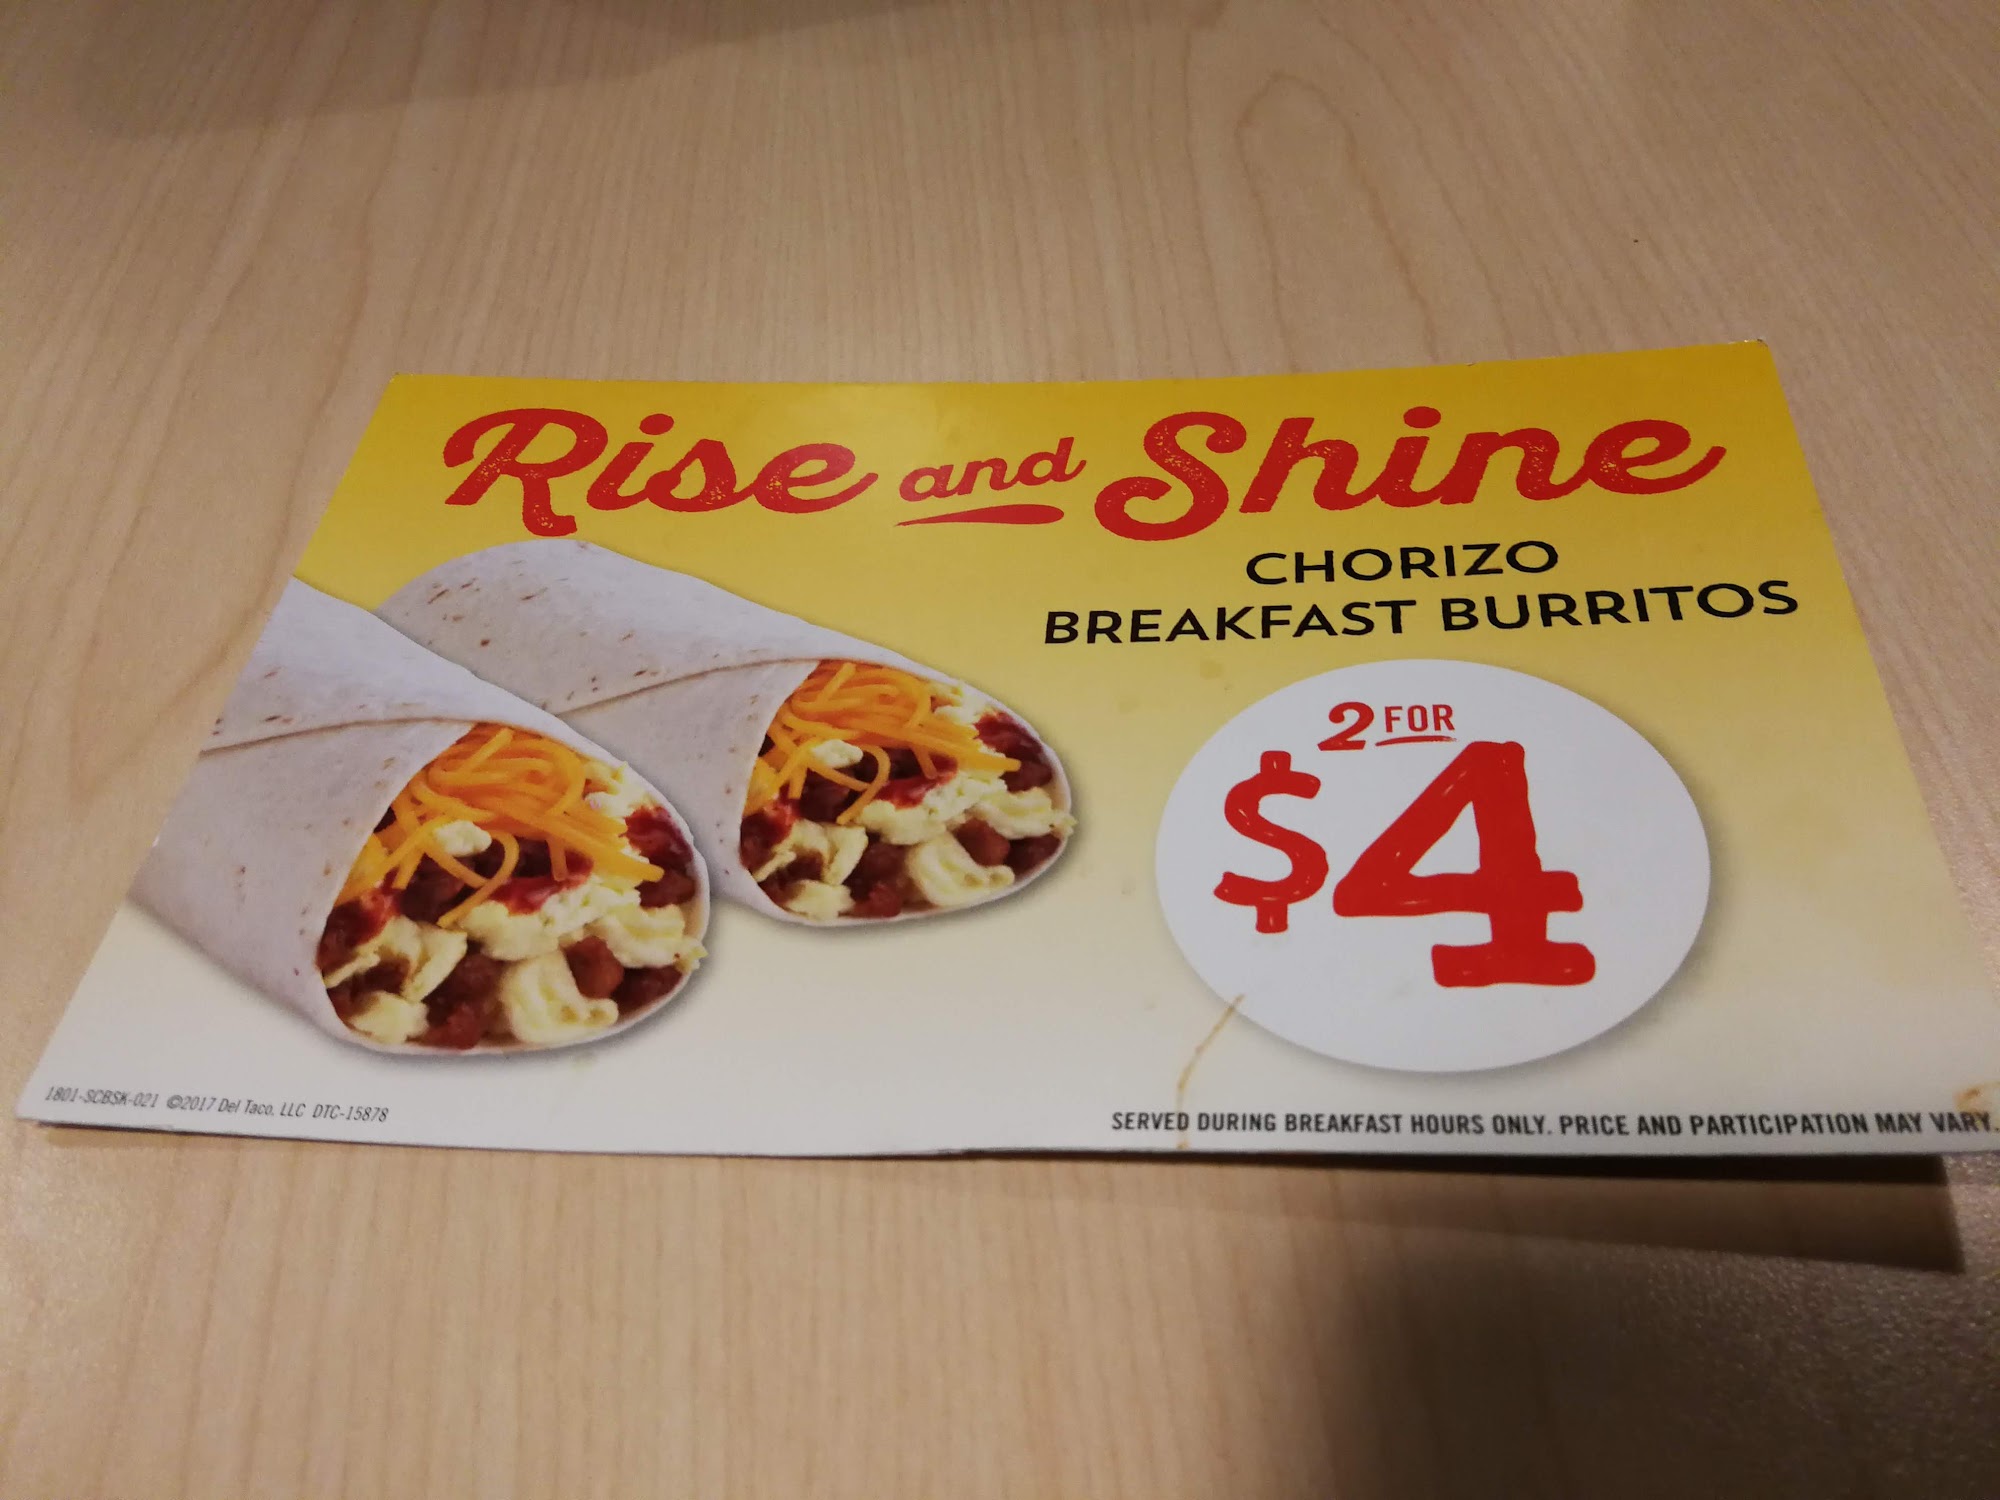 Rise and Shine
CHORIZO
BREAKFAST BURRITOS
2 FOR
$4
1801-SCBSK-021 ©2017 Del Taco, LLC DTC-15878
SERVED DURING BREAKFAST HOURS ONLY. PRICE AND PARTICIPATION MAY VARY.